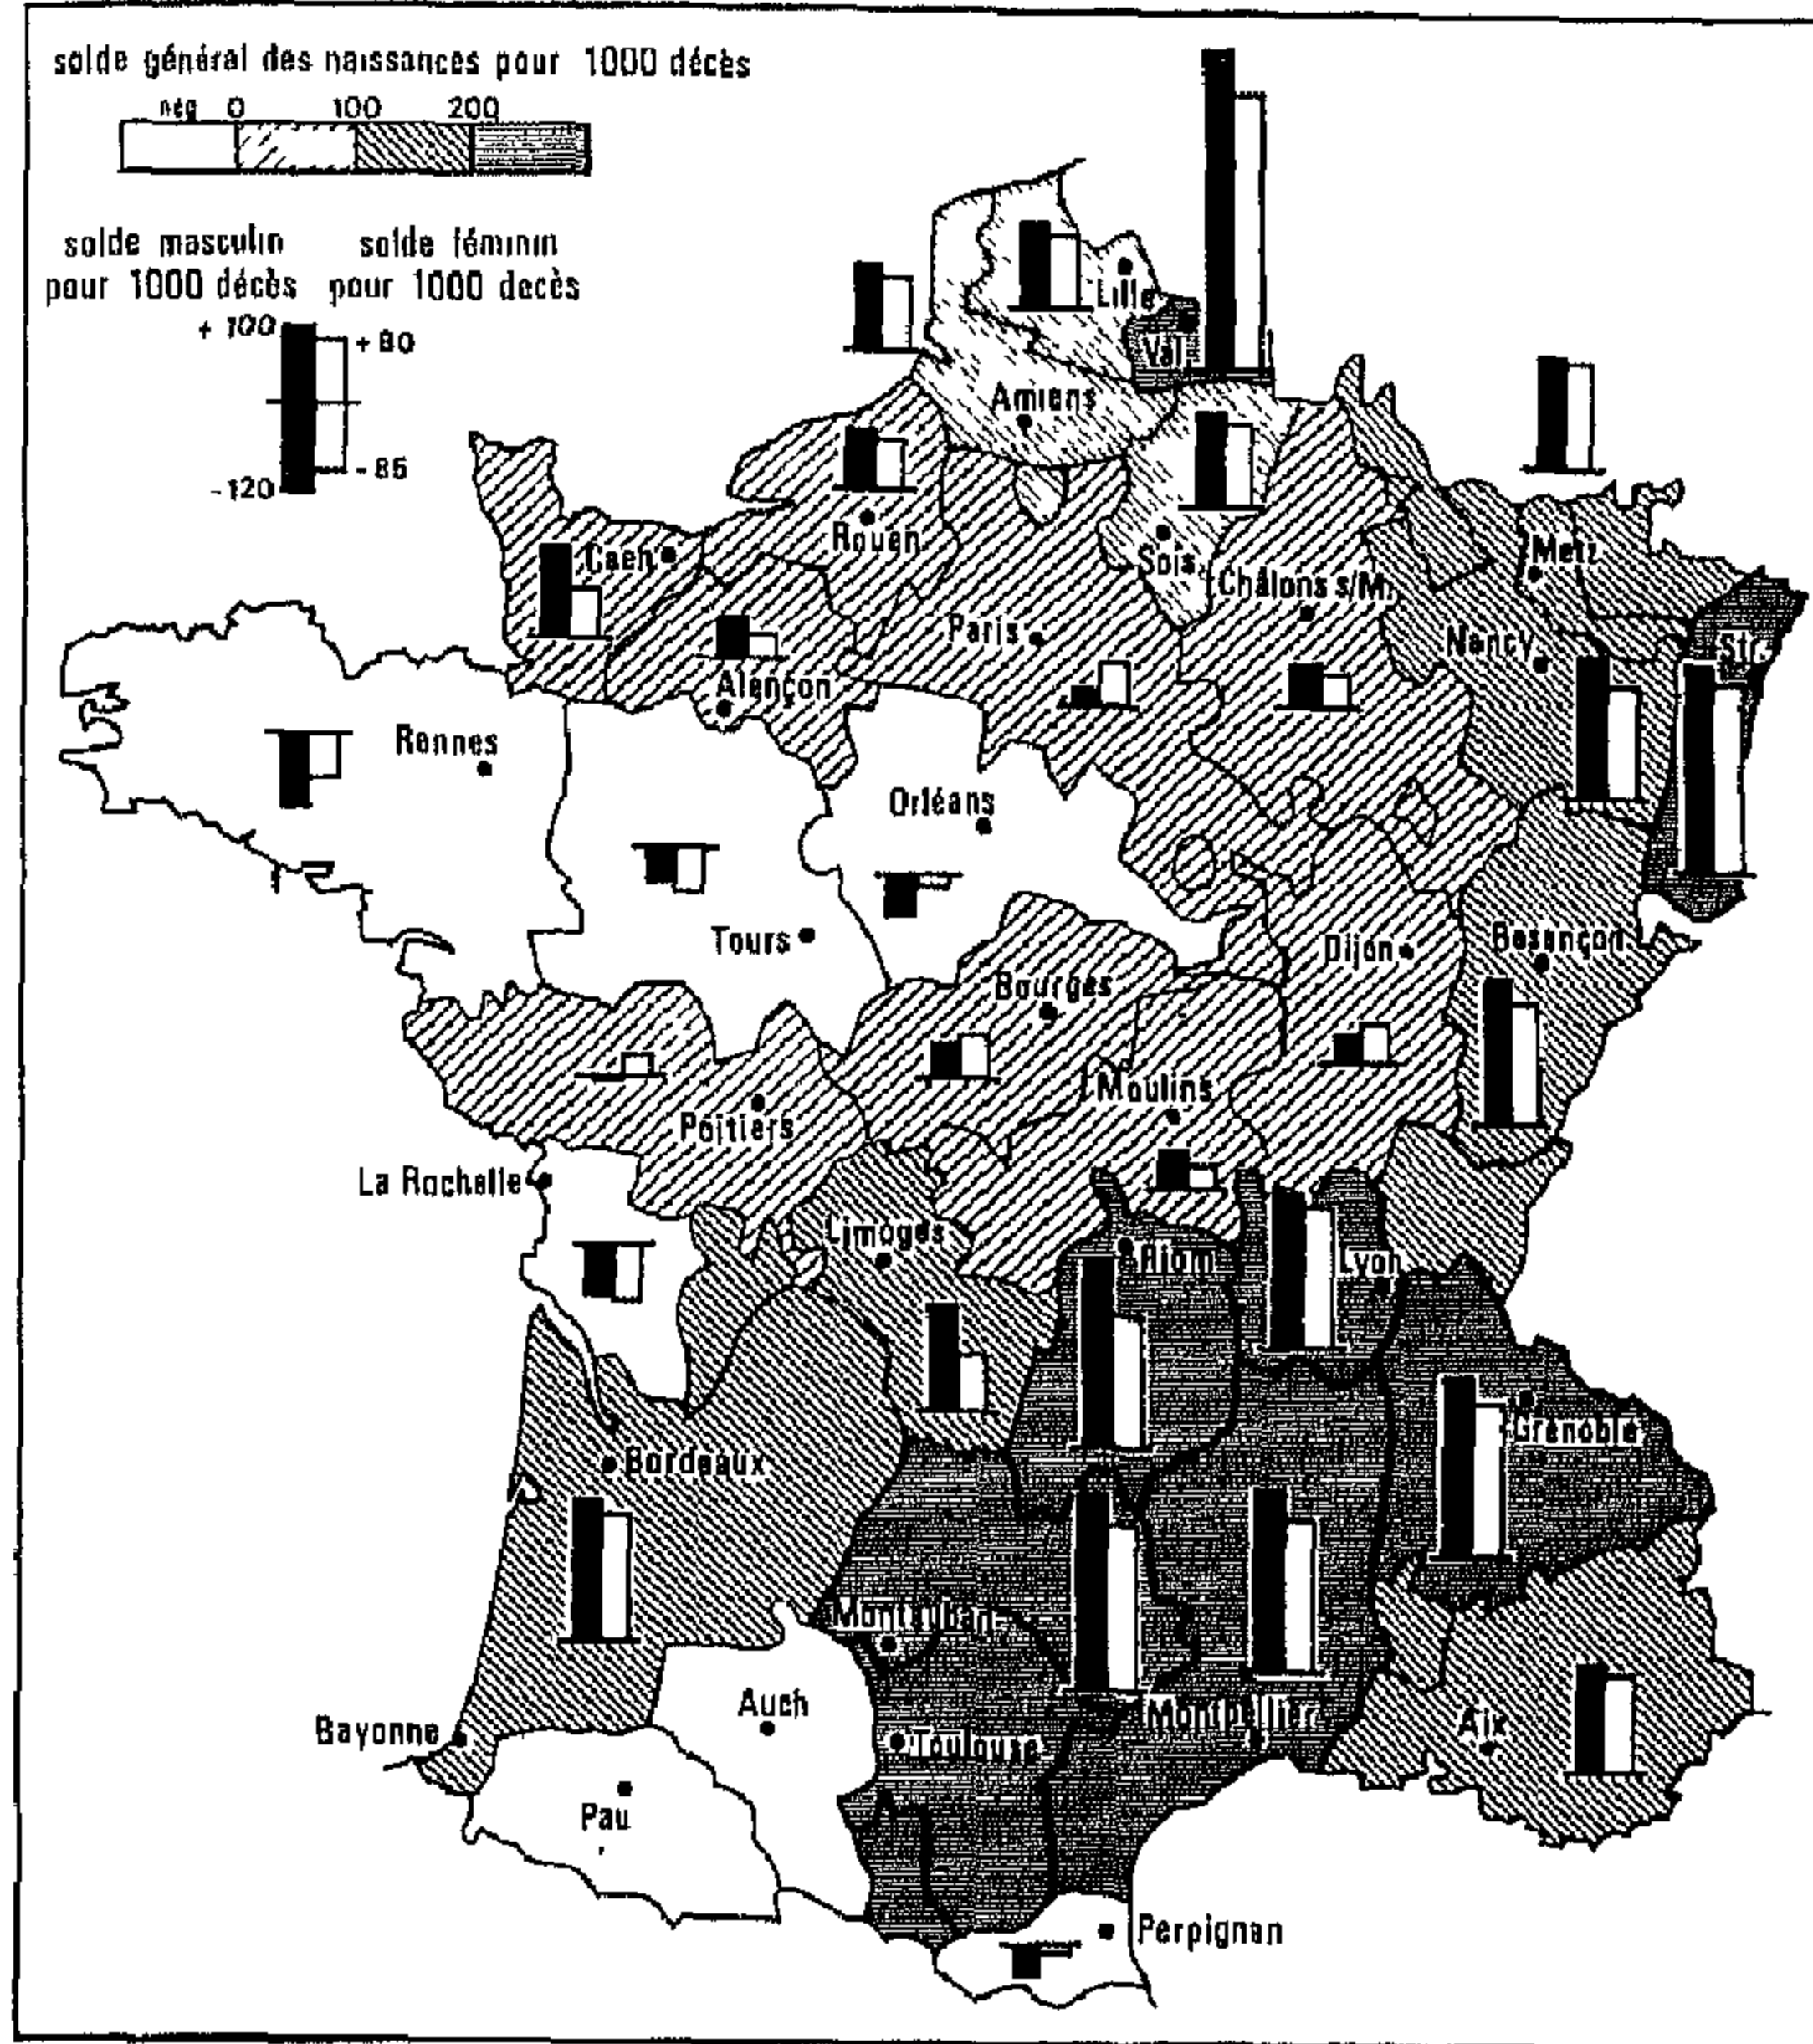 solde général des naissances pour 1000 décès
nég 0 100 200
solde masculin
pour 1000 décès
solde féminin
pour 1000 decès
+ 100
+ 80
- 120
- 85
Lille
Val.
Amiens
Rouen
Caen
Sois.
Châlons s/M.
Metz
Paris
Nancy
Str.
Alençon
Rennes
Orléans
Tours
Dijon
Besançon
Bourges
Moulins
Poitiers
La Rochelle
Limoges
Riom
Lyon
Grenoble
Bordeaux
Montauban
Auch
Bayonne
Toulouse
Montpellier
Aix
Pau
Perpignan